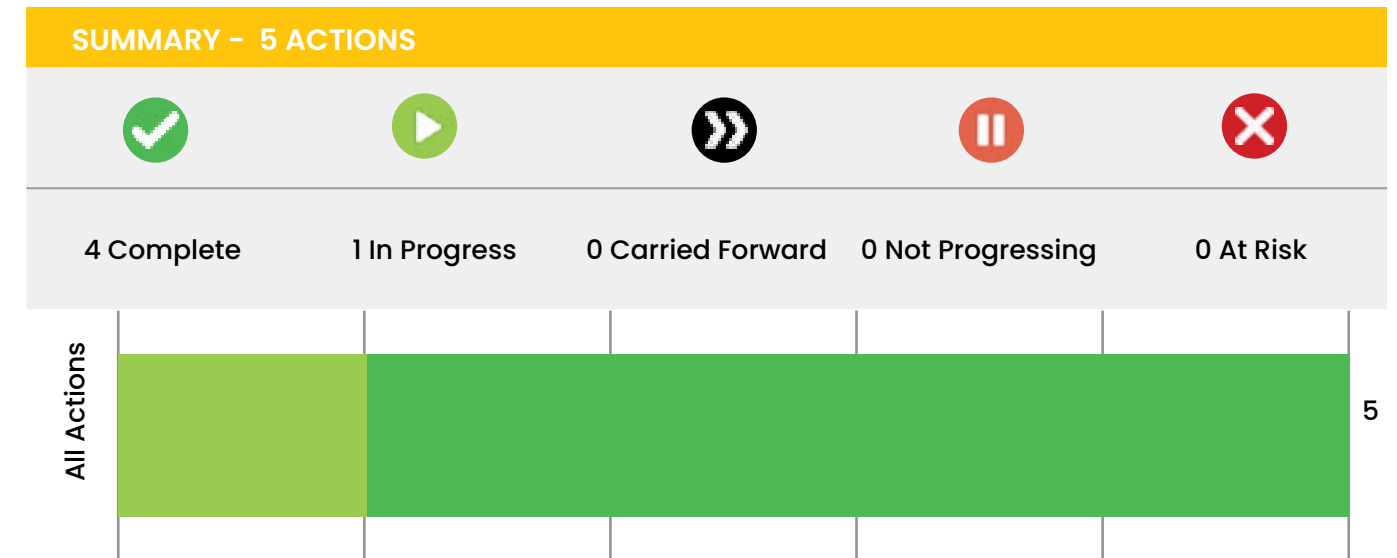 SUMMARY - 5 ACTIONS
4 Complete
1 In Progress
0 Carried Forward
0 Not Progressing
0 At Risk
All Actions
5